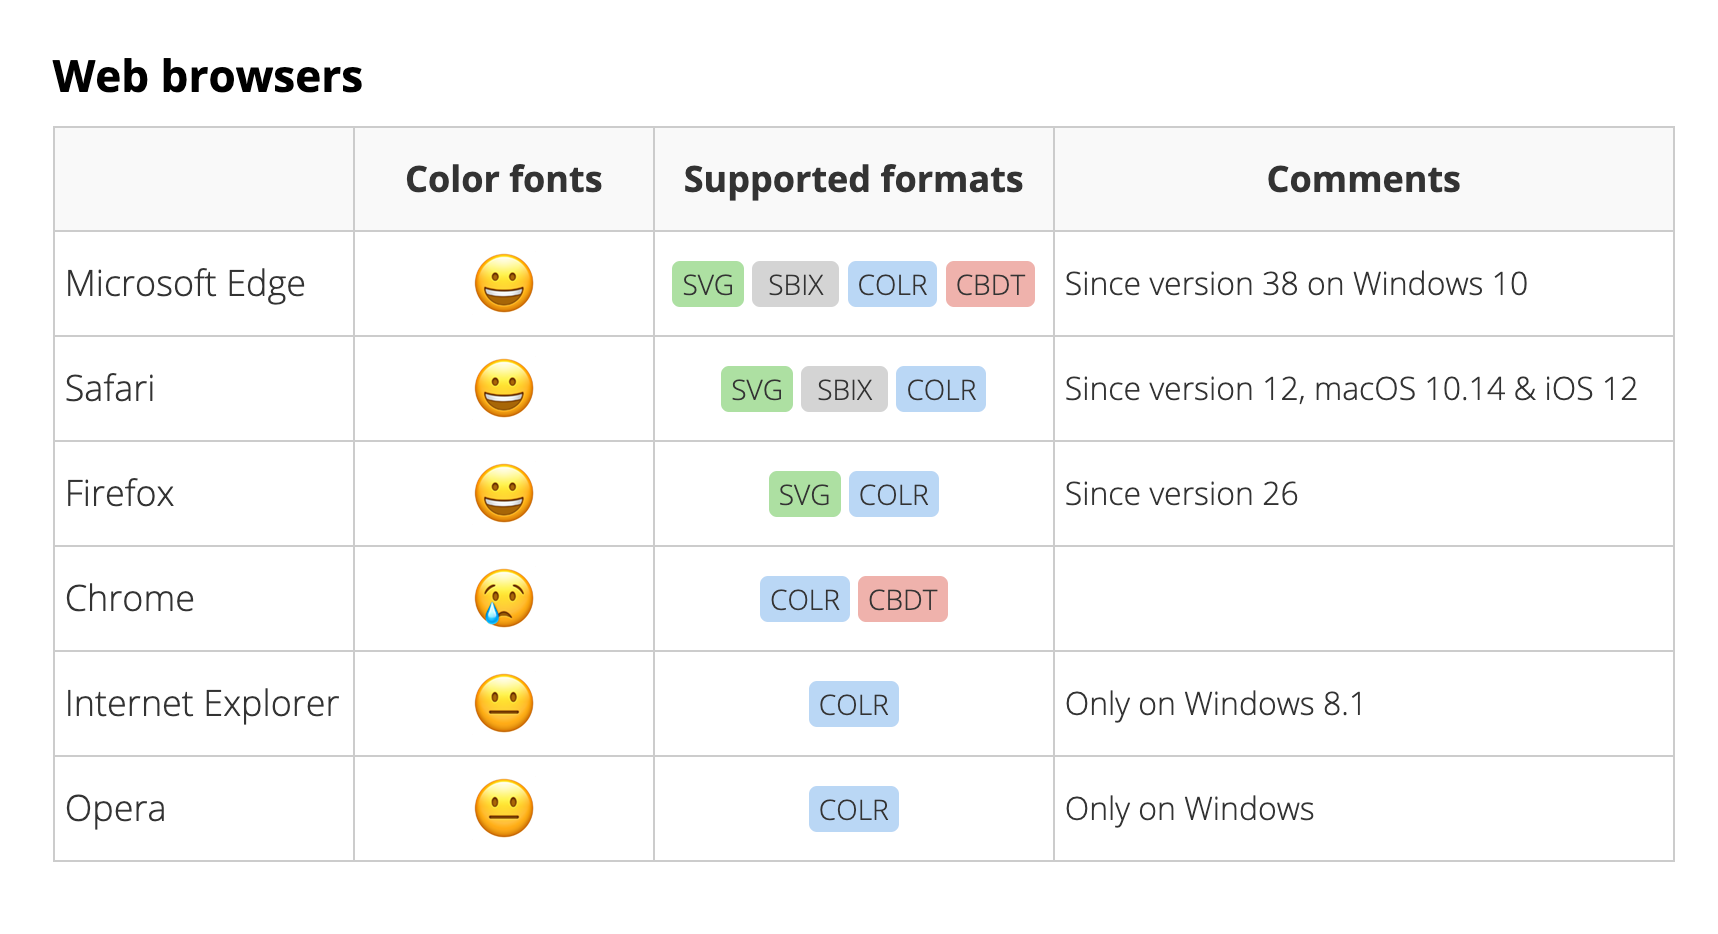 Web browsers
Color fonts Supported formats Comments
Microsoft Edge SVG SBIX COLR CBDT Since version 38 on Windows 10
Safari SVG SBIX COLR Since version 12, macOS 10.14 & iOS 12
Firefox SVG COLR Since version 26
Chrome COLR CBDT
Internet Explorer COLR Only on Windows 8.1
Opera COLR Only on Windows